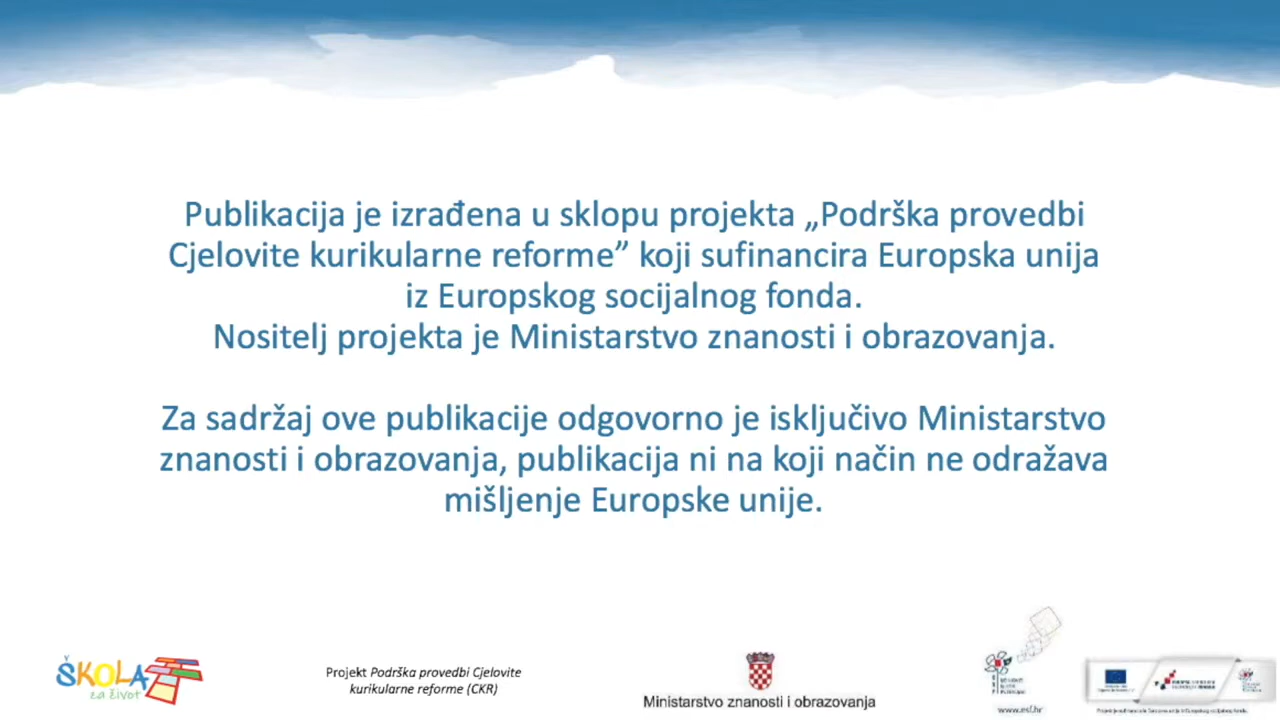 Publikacija je izrađena u sklopu projekta „Podrška provedbi
Cjelovite kurikularne reforme” koji sufinancira Europska unija
iz Europskog socijalnog fonda.
Nositelj projekta je Ministarstvo znanosti i obrazovanja.
Za sadržaj ove publikacije odgovorno je isključivo Ministarstvo
znanosti i obrazovanja, publikacija ni na koji način ne odražava
mišljenje Europske unije.
ŠKOLA
za život
Projekt Podrška provedbi Cjelovite
kurikularne reforme (CKR)
Ministarstvo znanosti i obrazovanja
www.esf.hr